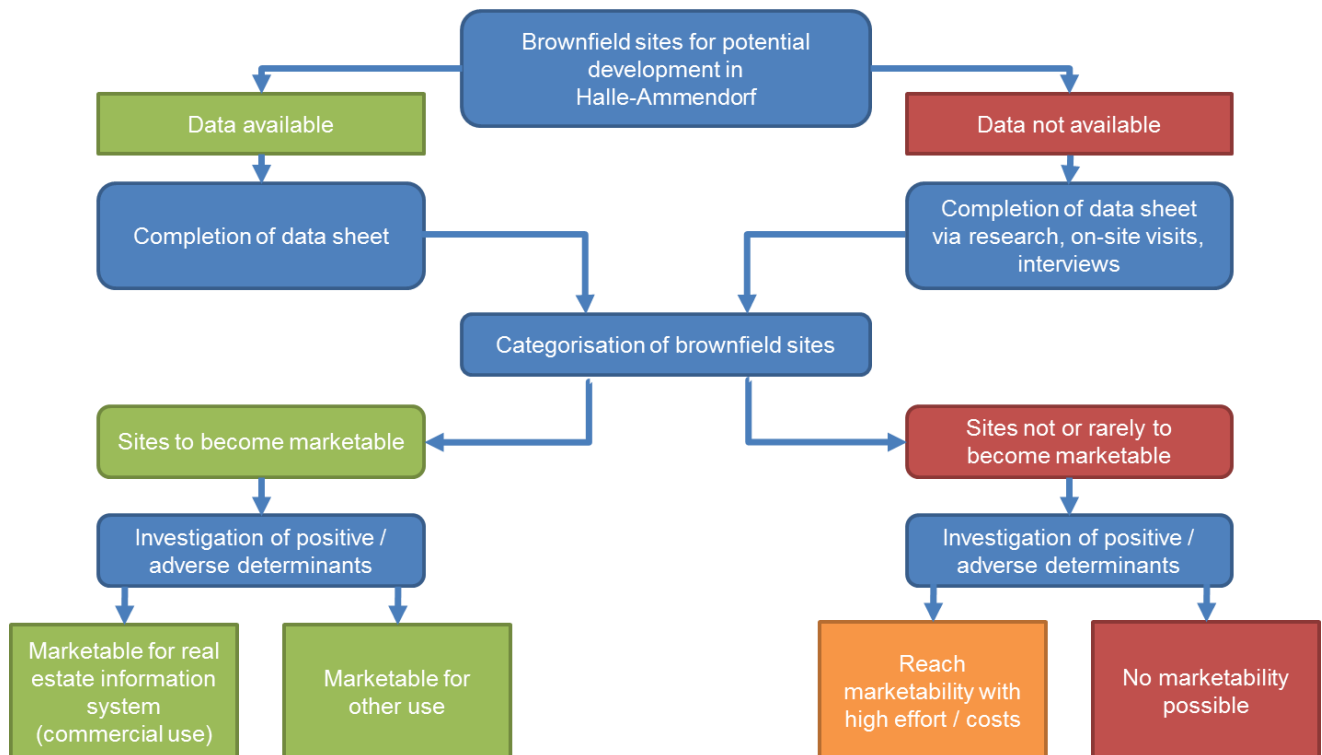 Brownfield sites for potential
development in
Halle-Ammendorf
Data available
Data not available
Completion of data sheet
Completion of data sheet
via research, on-site visits,
interviews
Categorisation of brownfield sites
Sites to become marketable
Sites not or rarely to
become marketable
Investigation of positive /
adverse determinants
Investigation of positive /
adverse determinants
Marketable for real
estate information
system
(commercial use)
Marketable for
other use
Reach
marketability with
high effort / costs
No marketability
possible